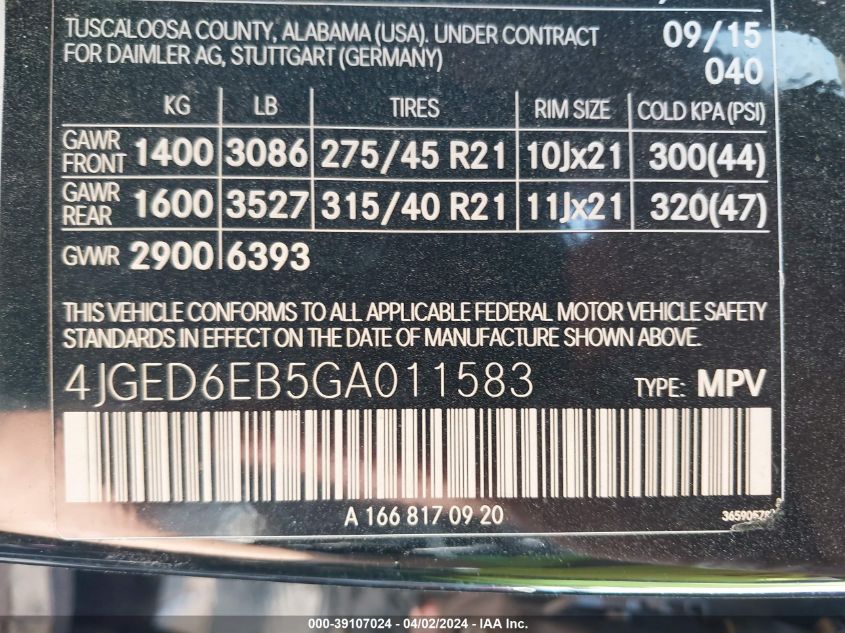 TUSCALOOSA COUNTY, ALABAMA (USA). UNDER CONTRACT 09/15
FOR DAIMLER AG, STUTTGART (GERMANY) 040
KG LB TIRES RIM SIZE COLD KPA (PSI)
GAWR FRONT 1400 3086 275/45 R21 10Jx21 300(44)
GAWR REAR 1600 3527 315/40 R21 11Jx21 320(47)
GVWR 2900 6393
THIS VEHICLE CONFORMS TO ALL APPLICABLE FEDERAL MOTOR VEHICLE SAFETY
STANDARDS IN EFFECT ON THE DATE OF MANUFACTURE SHOWN ABOVE.
4JGED6EB5GA011583 TYPE: MPV
A 166 817 09 20
000-39107024 - 04/02/2024 - IAA Inc.